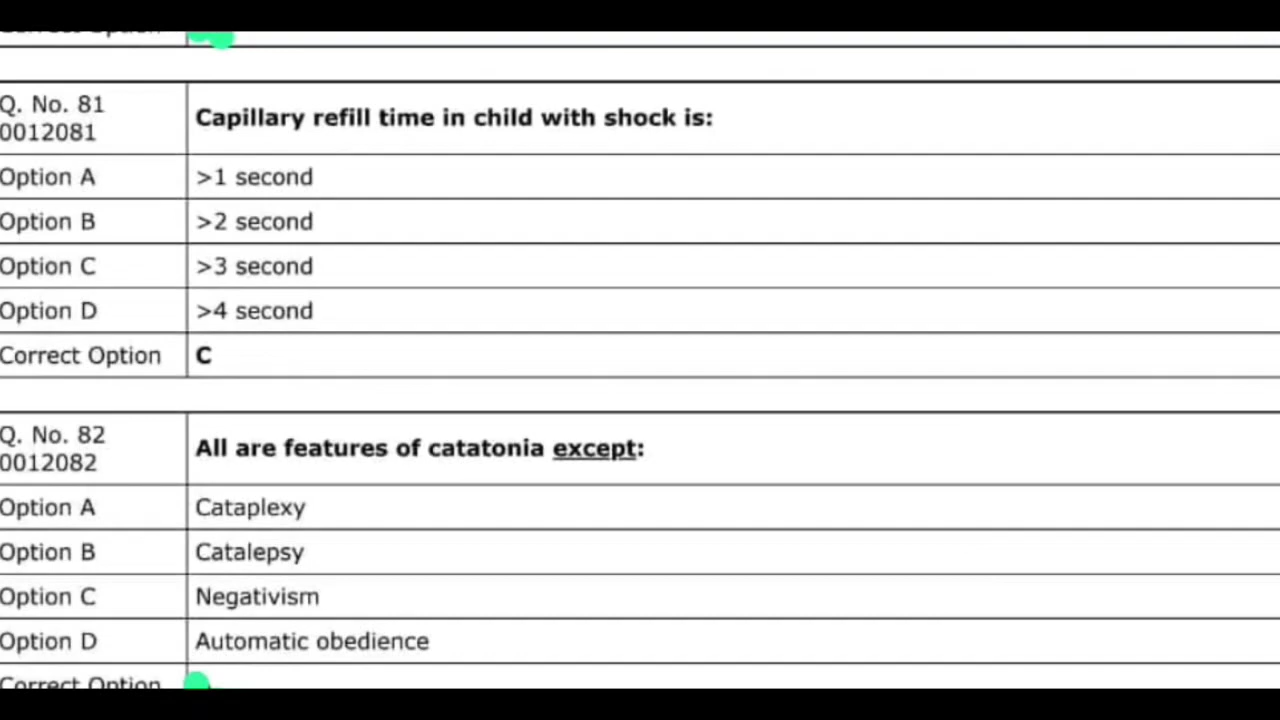 Q. No. 81
0012081
Capillary refill time in child with shock is:
Option A >1 second
Option B >2 second
Option C >3 second
Option D >4 second
Correct Option C
Q. No. 82
0012082
All are features of catatonia except:
Option A Cataplexy
Option B Catalepsy
Option C Negativism
Option D Automatic obedience
Correct Option